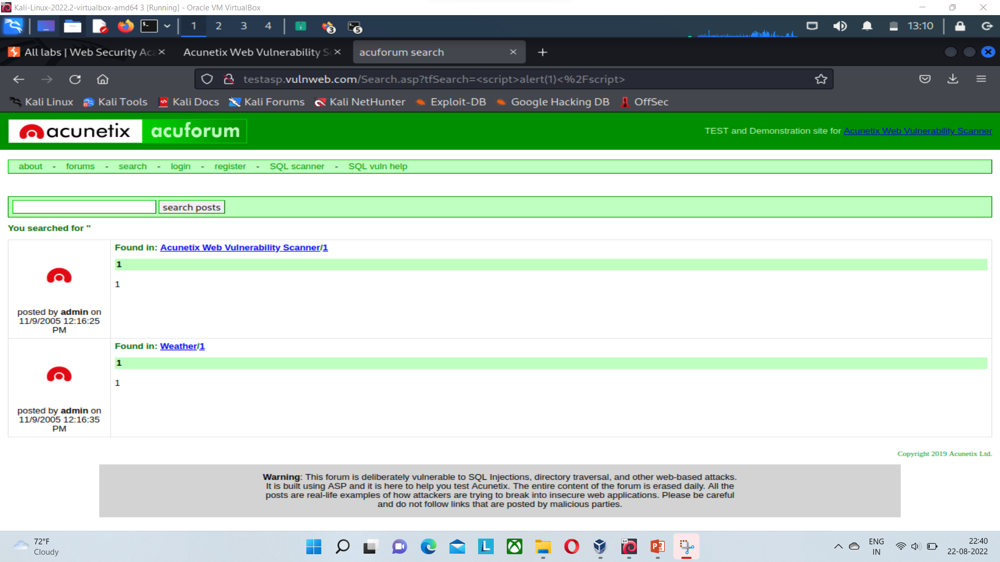 Kali-Linux-2022.2-virtualbox-amd64 3 [Running] - Oracle VM VirtualBox
1 2 3 4 3 5 13:10
All labs | Web Security Aca Acunetix Web Vulnerability Sc acuforum search
testasp.vulnweb.com/Search.asp?tfSearch=<script>alert(1)<%2Fscript>
Kali Linux Kali Tools Kali Docs Kali Forums Kali NetHunter Exploit-DB Google Hacking DB OffSec
acunetix acuforum TEST and Demonstration site for Acunetix Web Vulnerability Scanner
about - forums - search - login - register - SQL scanner - SQL vuln help
search posts
You searched for ''
Found in: Acunetix Web Vulnerability Scanner/1
1
1
posted by admin on
11/9/2005 12:16:25
PM
Found in: Weather/1
1
1
posted by admin on
11/9/2005 12:16:35
PM
Copyright 2019 Acunetix Ltd.
Warning: This forum is deliberately vulnerable to SQL Injections, directory traversal, and other web-based attacks.
It is built using ASP and it is here to help you test Acunetix. The entire content of the forum is erased daily. All the
posts are real-life examples of how attackers are trying to break into insecure web applications. Please be careful
and do not follow links that are posted by malicious parties.
72°F
Cloudy
ENG
IN
22:40
22-08-2022